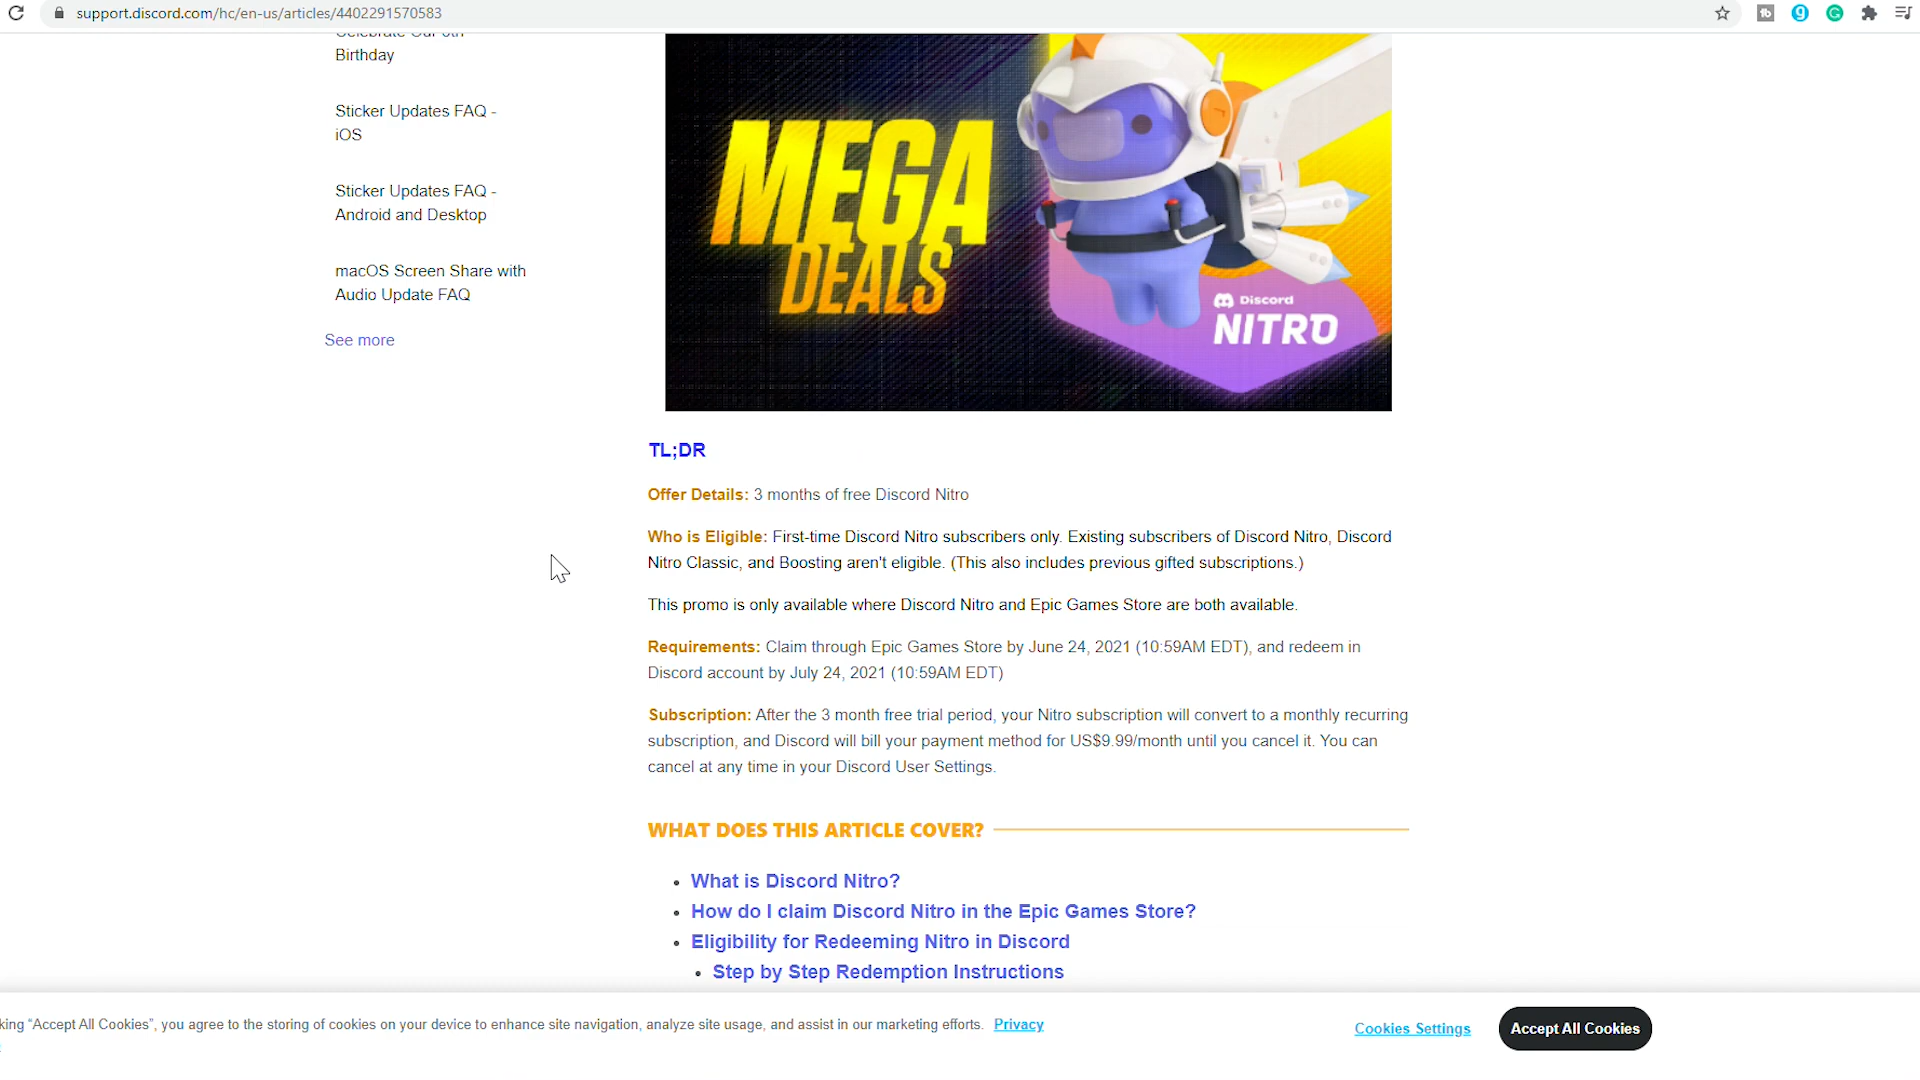 support.discord.com/hc/en-us/articles/4402291570583
Birthday
Sticker Updates FAQ -
iOS
Sticker Updates FAQ -
Android and Desktop
macOS Screen Share with
Audio Update FAQ
See more
MEGA
DEALS
Discord
NITRO
TL;DR
Offer Details: 3 months of free Discord Nitro
Who is Eligible: First-time Discord Nitro subscribers only. Existing subscribers of Discord Nitro, Discord
Nitro Classic, and Boosting aren't eligible. (This also includes previous gifted subscriptions.)
This promo is only available where Discord Nitro and Epic Games Store are both available.
Requirements: Claim through Epic Games Store by June 24, 2021 (10:59AM EDT), and redeem in
Discord account by July 24, 2021 (10:59AM EDT)
Subscription: After the 3 month free trial period, your Nitro subscription will convert to a monthly recurring
subscription, and Discord will bill your payment method for US$9.99/month until you cancel it. You can
cancel at any time in your Discord User Settings.
WHAT DOES THIS ARTICLE COVER?
• What is Discord Nitro?
• How do I claim Discord Nitro in the Epic Games Store?
• Eligibility for Redeeming Nitro in Discord
• Step by Step Redemption Instructions
king “Accept All Cookies”, you agree to the storing of cookies on your device to enhance site navigation, analyze site usage, and assist in our marketing efforts. Privacy
Cookies Settings
Accept All Cookies